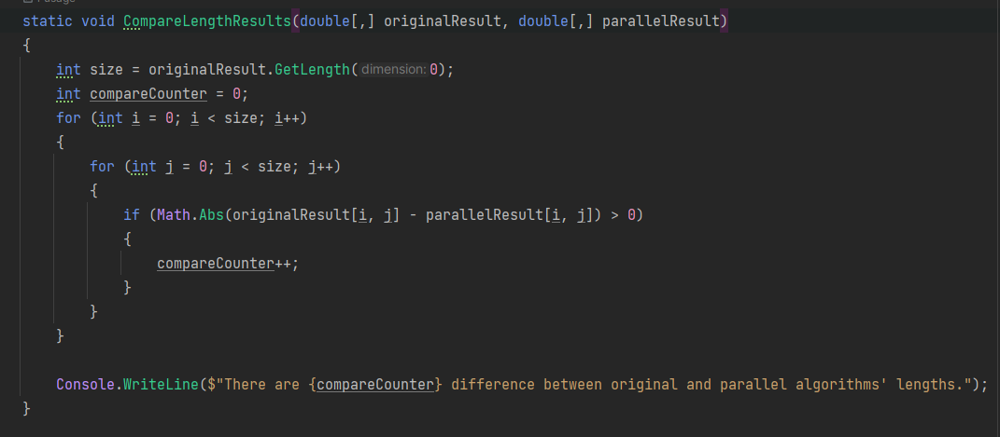 1 usage
static void CompareLengthResults(double[,] originalResult, double[,] parallelResult)
{
    int size = originalResult.GetLength(dimension:0);
    int compareCounter = 0;
    for (int i = 0; i < size; i++)
    {
        for (int j = 0; j < size; j++)
        {
            if (Math.Abs(originalResult[i, j] - parallelResult[i, j]) > 0)
            {
                compareCounter++;
            }
        }
    }
    Console.WriteLine($"There are {compareCounter} difference between original and parallel algorithms' lengths.");
}